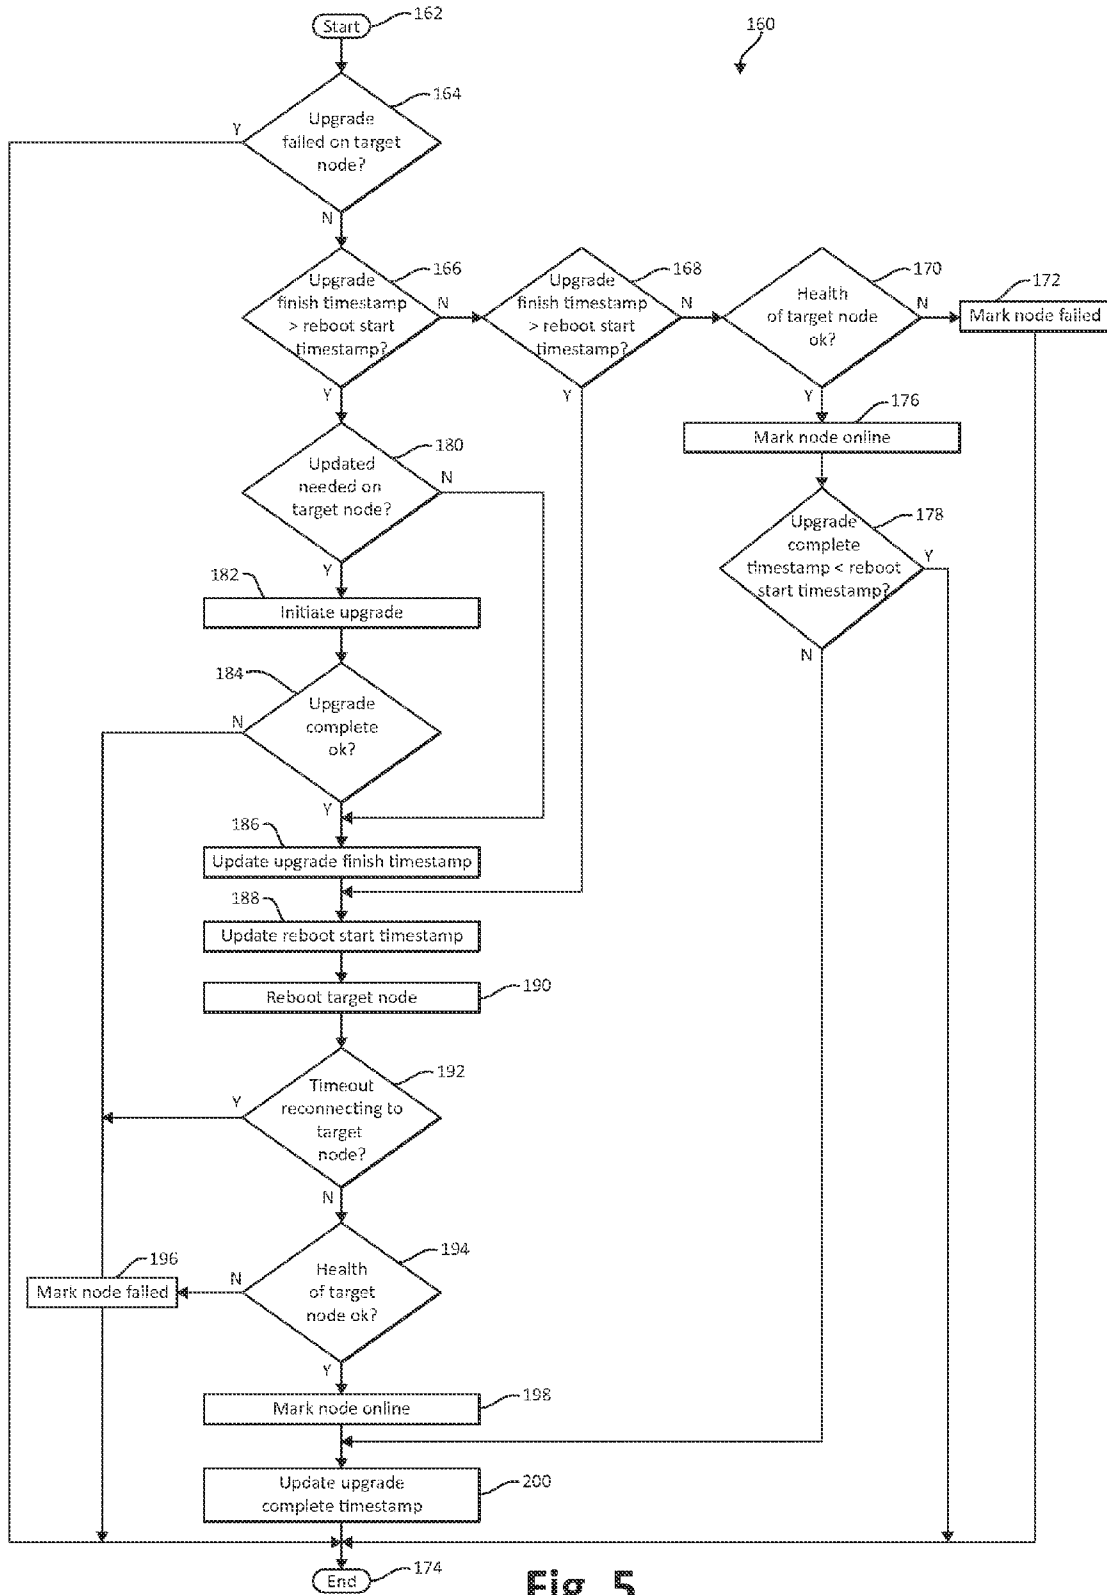 Start
162
160
Upgrade
failed on target
node?
164
Y
N
Upgrade
finish timestamp
> reboot start
timestamp?
166
N
Y
Upgrade
finish timestamp
> reboot start
timestamp?
168
N
Y
Health
of target node
ok?
170
N
Y
172
Mark node failed
176
Mark node online
Upgrade
complete
timestamp < reboot
start timestamp?
178
Y
N
Updated
needed on
target node?
180
N
Y
182
Initiate upgrade
184
Upgrade
complete
ok?
N
Y
186
Update upgrade finish timestamp
188
Update reboot start timestamp
Reboot target node
190
Timeout
reconnecting to
target
node?
192
Y
N
Health
of target
node ok?
194
N
Y
196
Mark node failed
Mark node online
198
Update upgrade
complete timestamp
200
End
174
Fig. 5